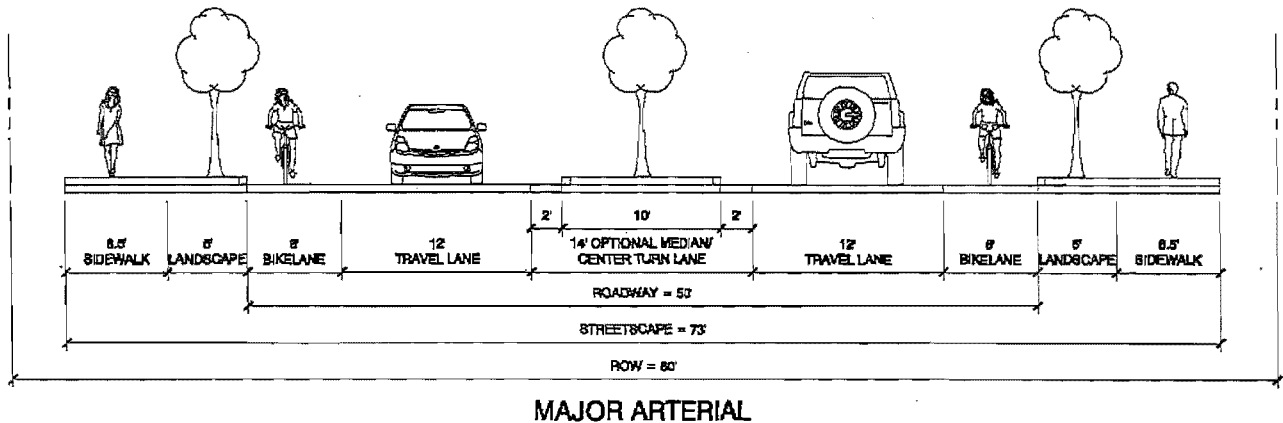 2' 10' 2'
6.5' 5' 6' 12' 14' OPTIONAL MEDIAN/ 12' 6' 5' 6.5'
SIDEWALK LANDSCAPE BIKELANE TRAVEL LANE CENTER TURN LANE TRAVEL LANE BIKELANE LANDSCAPE SIDEWALK
ROADWAY = 50'
STREETSCAPE = 73'
ROW = 80'
MAJOR ARTERIAL